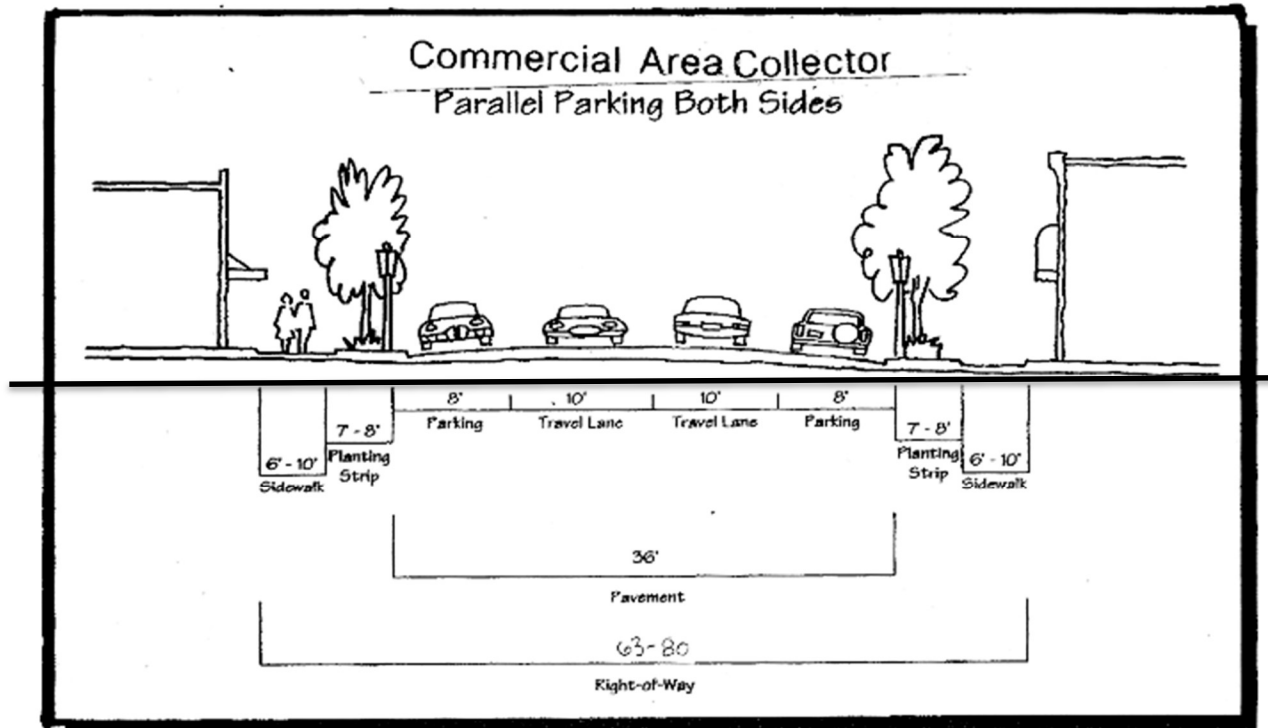 Commercial Area Collector
Parallel Parking Both Sides
8' 10' 10' 8'
Parking Travel Lane Travel Lane Parking
7 - 8' 7 - 8'
Planting Planting
Strip Strip
6' - 10' 6' - 10'
Sidewalk Sidewalk
36'
Pavement
63-80
Right-of-Way